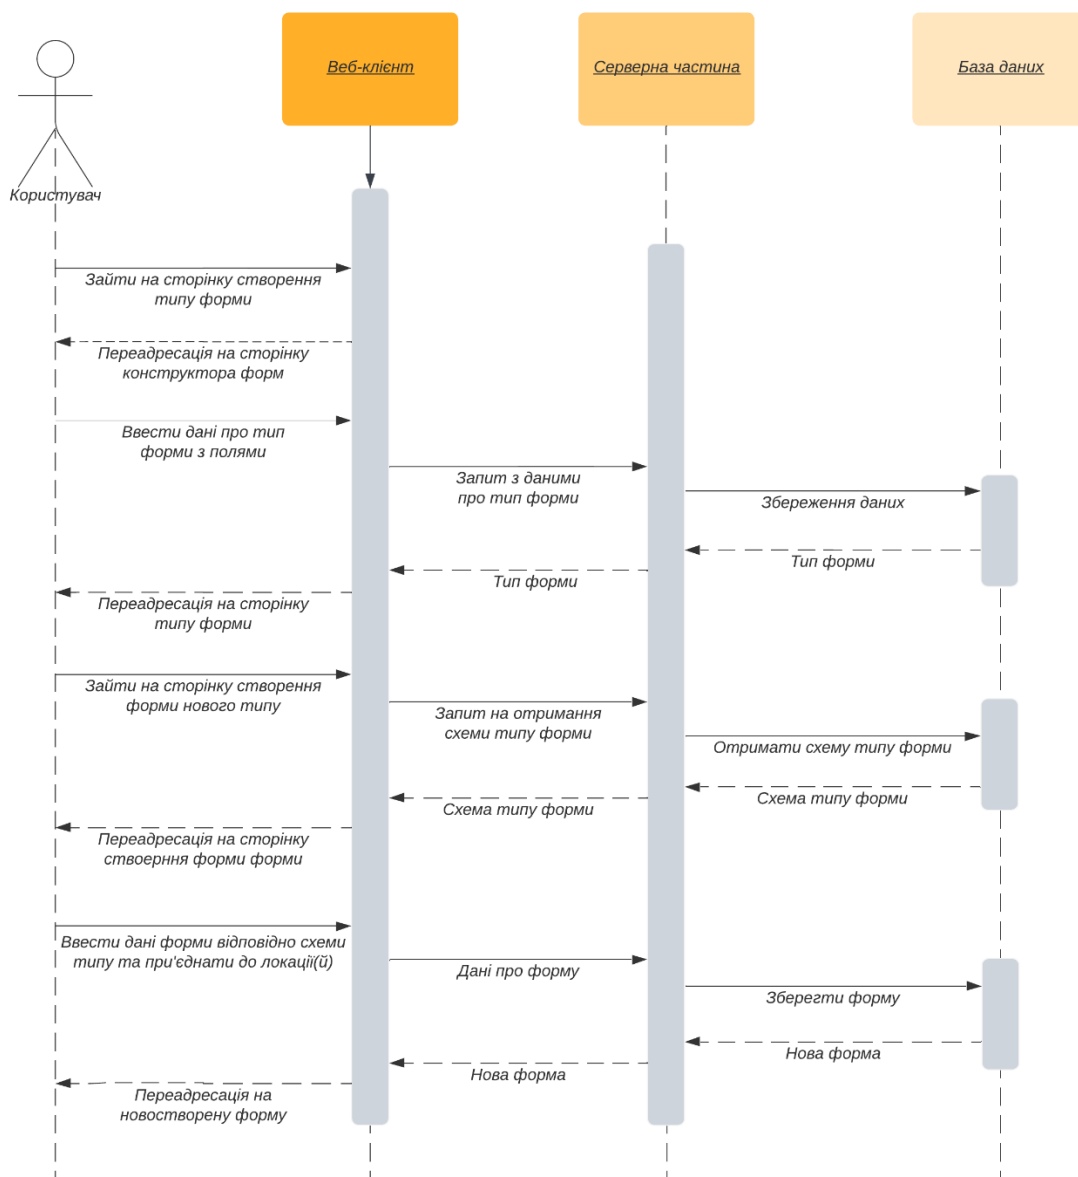 Веб-клієнт
Серверна частина
База даних
Користувач
Зайти на сторінку створення
типу форми
Переадресація на сторінку
конструктора форм
Ввести дані про тип
форми з полями
Запит з даними
про тип форми
Збереження даних
Тип форми
Тип форми
Переадресація на сторінку
типу форми
Зайти на сторінку створення
форми нового типу
Запит на отримання
схеми типу форми
Отримати схему типу форми
Схема типу форми
Схема типу форми
Переадресація на сторінку
ствоерння форми форми
Ввести дані форми відповідно схеми
типу та при'єднати до локації(й)
Дані про форму
Зберегти форму
Нова форма
Нова форма
Переадресація на
новостворену форму